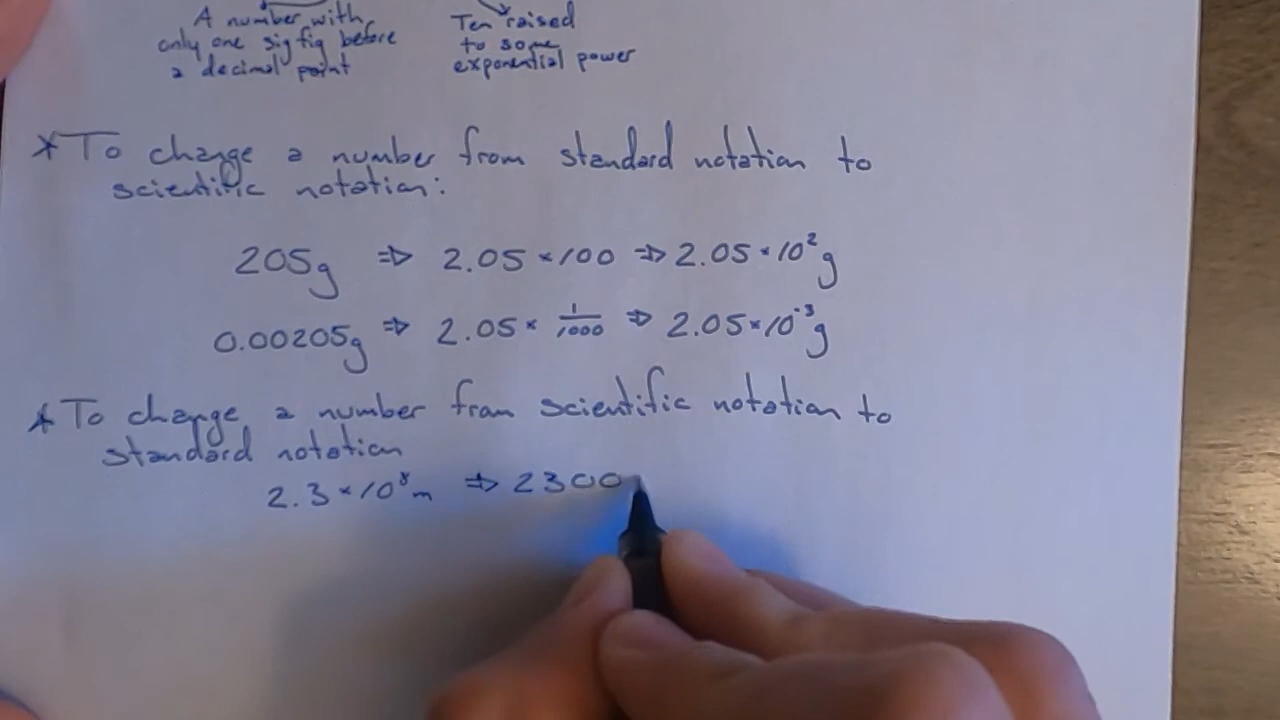 A number with Ten raised
only one sig fig before to some
a decimal point exponential power
*To change a number from standard notation to
scientific notation:
205g ⇒ 2.05 × 100 ⇒ 2.05 × 10² g
0.00205g ⇒ 2.05 × 1/1000 ⇒ 2.05 × 10⁻³ g
*To change a number from scientific notation to
standard notation
2.3 × 10⁸ m ⇒ 2300